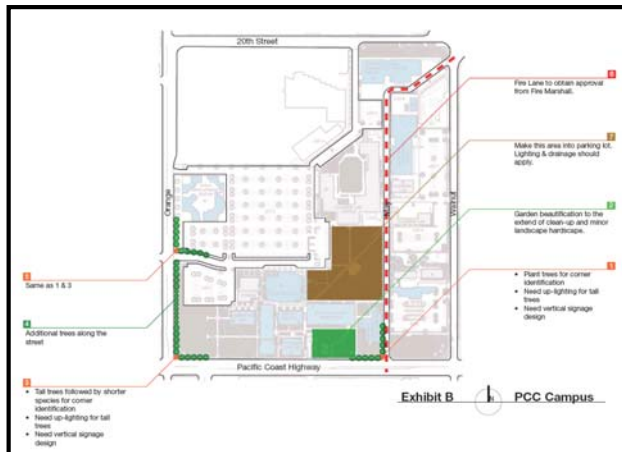 20th Street
6
Fire Lane to obtain approval
from Fire Marshall.
7
Make this area into parking lot.
Lighting & drainage should
apply.
Orange
Main
Walnut
2
Garden beautification to the
extend of clean-up and minor
landscape hardscape.
5
Same as 1 & 3
1
• Plant trees for corner
identification
• Need up-lighting for tall
trees
• Need vertical signage
design
4
Additional trees along the
street
3
• Tall trees followed by shorter
species for corner
identification
• Need up-lighting for tall
trees
• Need vertical signage
design
Pacific Coast Highway
Exhibit B
N
PCC Campus